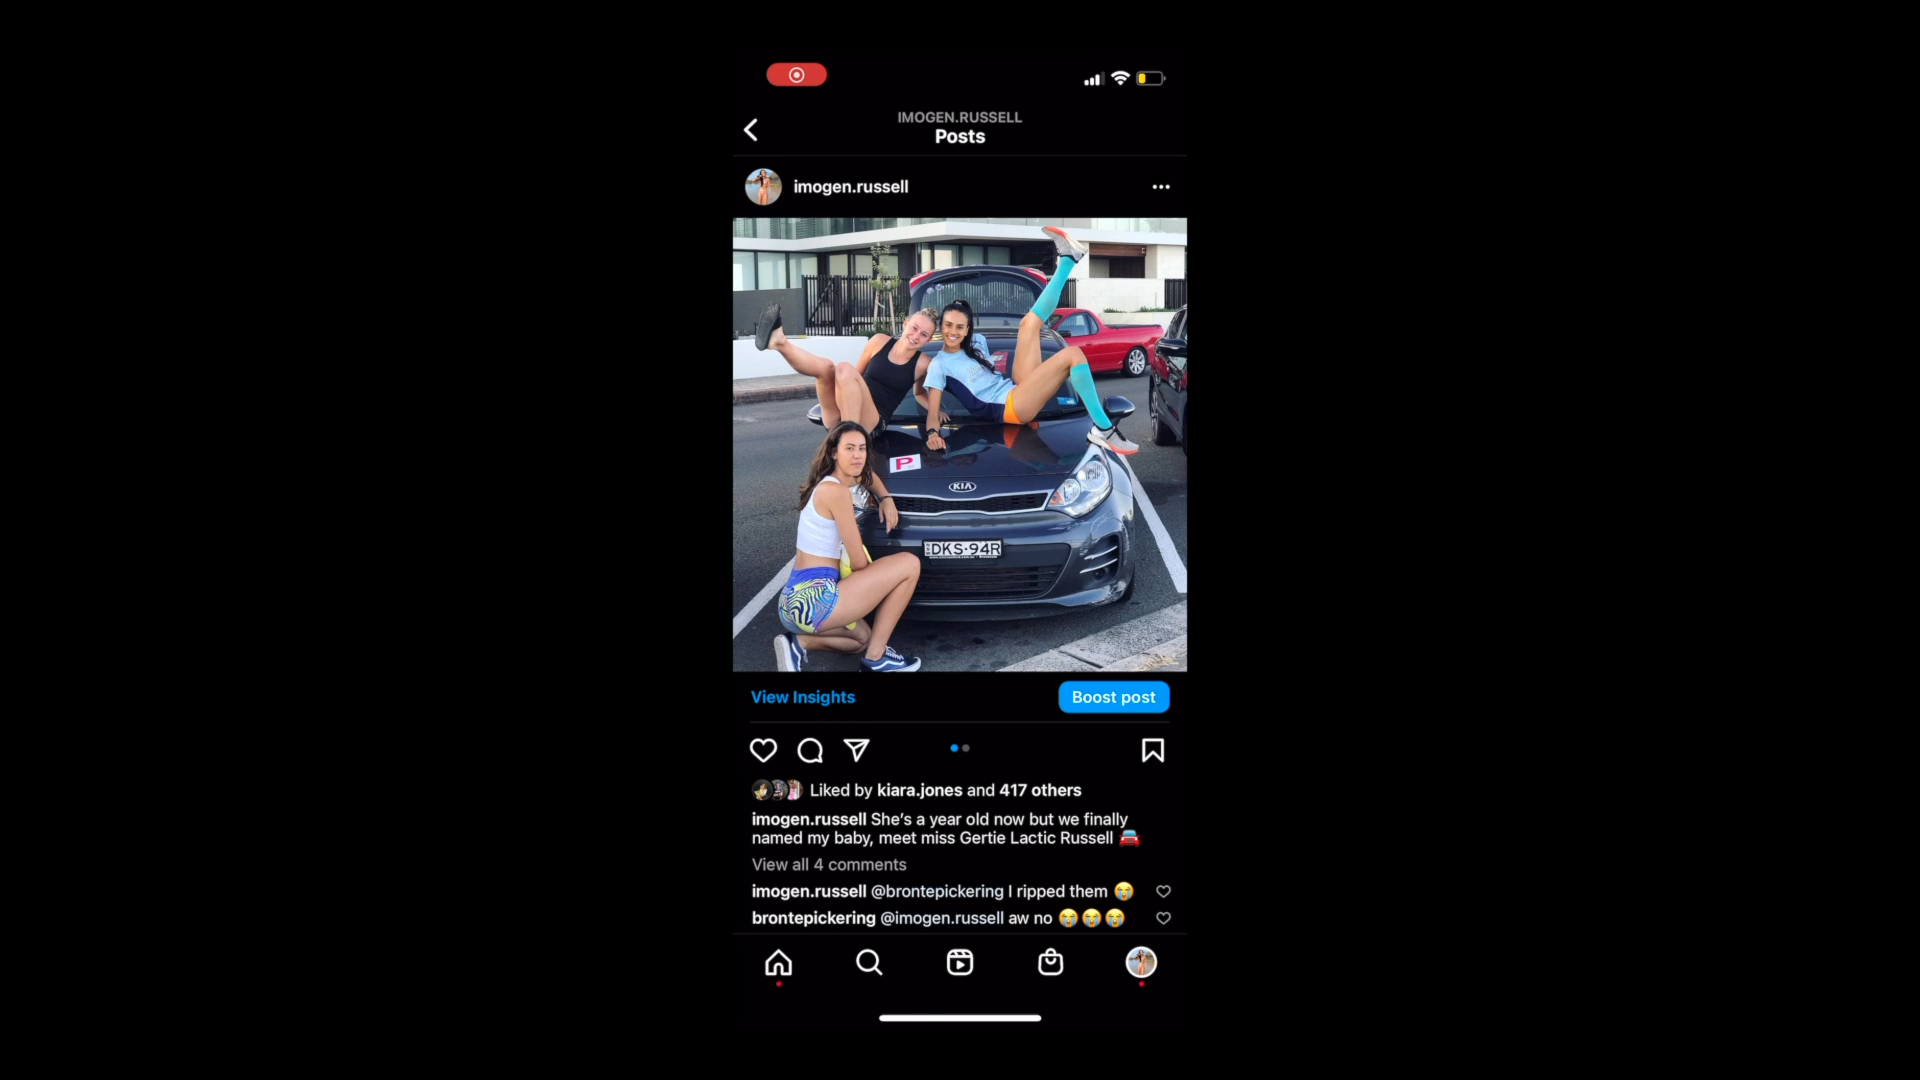 IMOGEN.RUSSELL
Posts
imogen.russell
P
KIA
DKS·94R
View Insights
Boost post
Liked by kiara.jones and 417 others
imogen.russell She’s a year old now but we finally
named my baby, meet miss Gertie Lactic Russell 🚘
View all 4 comments
imogen.russell @brontepickering I ripped them 😭
brontepickering @imogen.russell aw no 😭😭😭